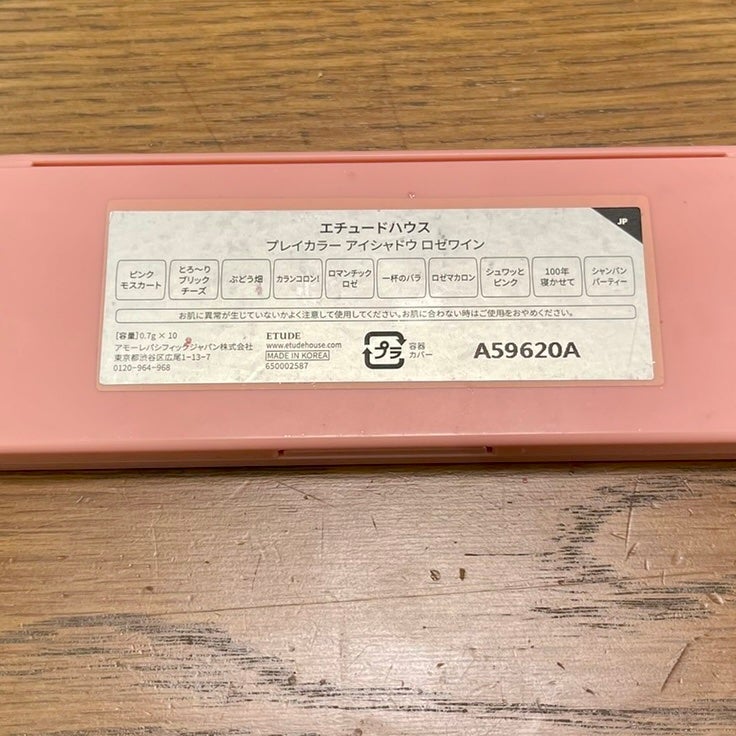 JP
エチュードハウス
プレイカラー アイシャドウ ロゼワイン
ピンク
モスカート
とろ〜り
ブリック
チーズ
ぶどう畑
カランコロン!
ロマンチック
ロゼ
一杯のバラ
ロゼマカロン
シュワッと
ピンク
100年
寝かせて
シャンパン
パーティー
お肌に異常が生じていないかよく注意して使用してください。お肌に合わない時はご使用をおやめください。
[容量]0.7g×10
アモーレパシフィックジャパン株式会社
東京都渋谷区広尾1-13-7
0120-964-968
ETUDE
www.etudehouse.com
MADE IN KOREA
650002587
プラ
容器
カバー
A59620A